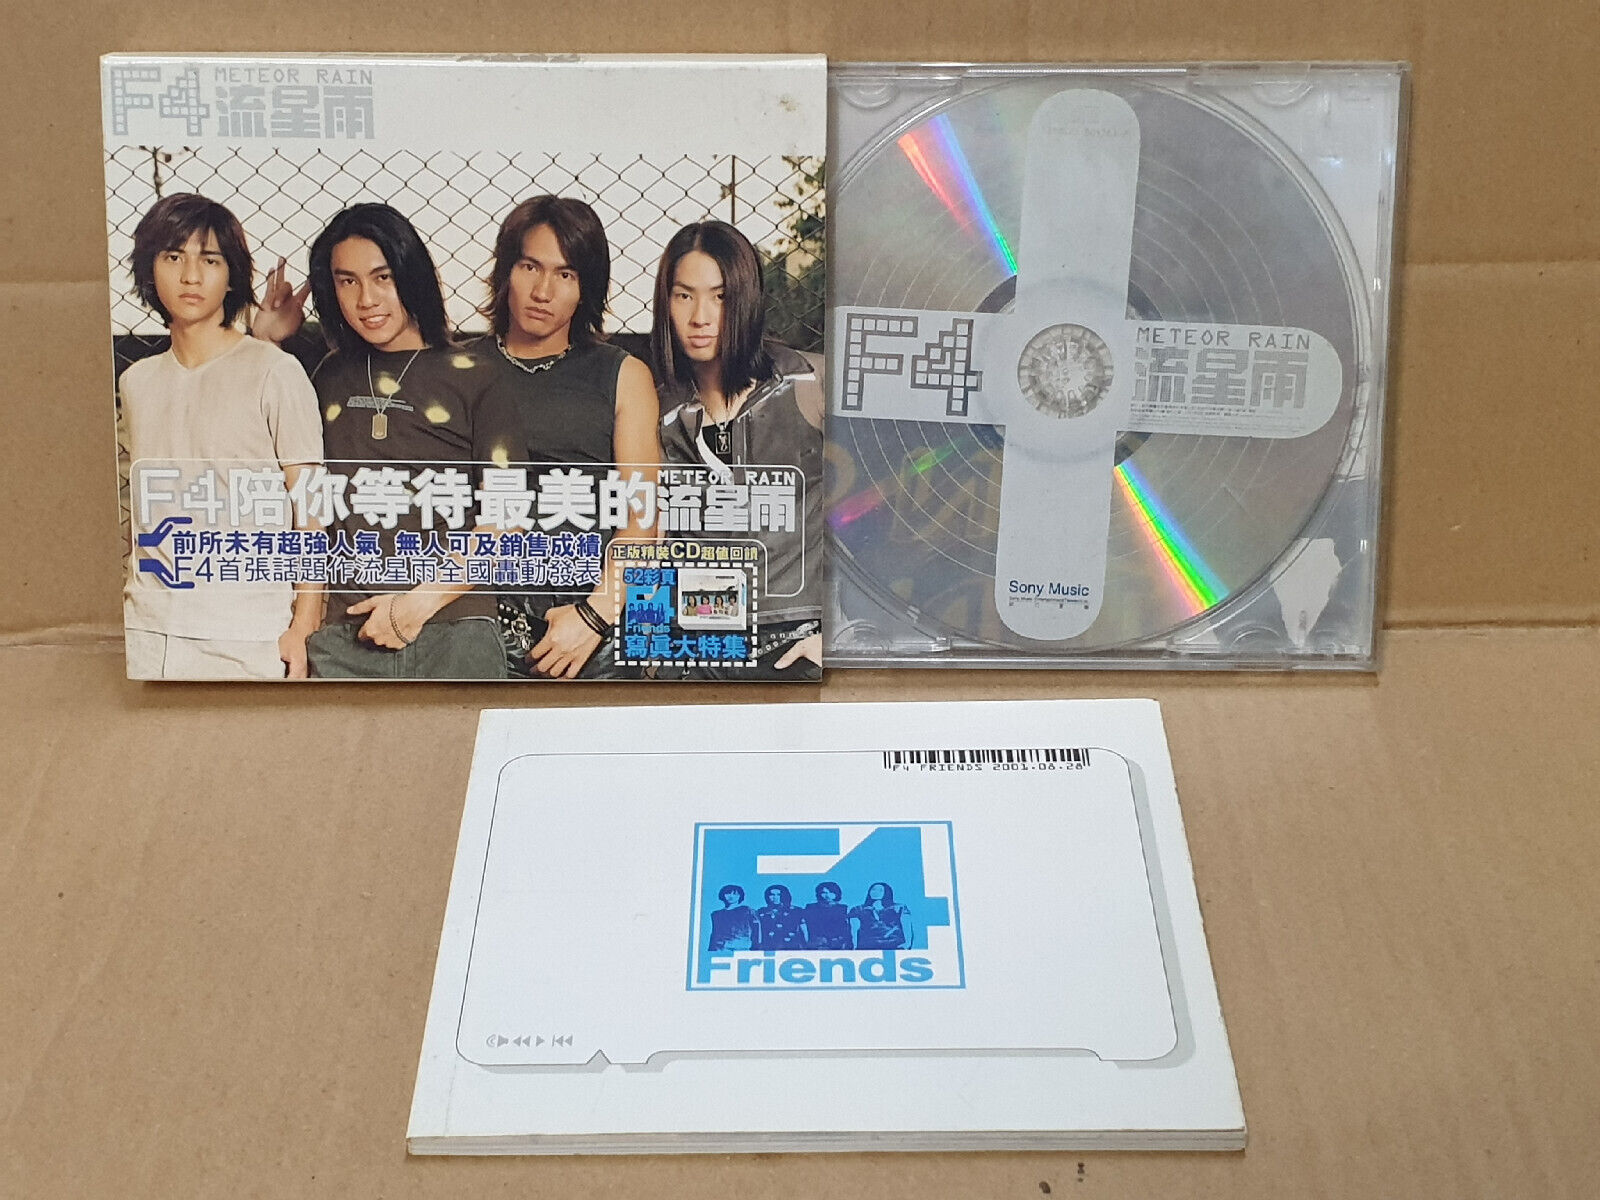 F4
METEOR RAIN
流星雨
F4陪你等待最美的
METEOR RAIN
流星雨
前所未有超強人氣 無人可及銷售成績
F4首張話題作流星雨全國轟動發表
正版精裝CD超值回饋
52彩頁
F4
Friends
寫真大特集
F4
METEOR RAIN
流星雨
Sony Music
F4 FRIENDS 2001.08.28
F4
Friends